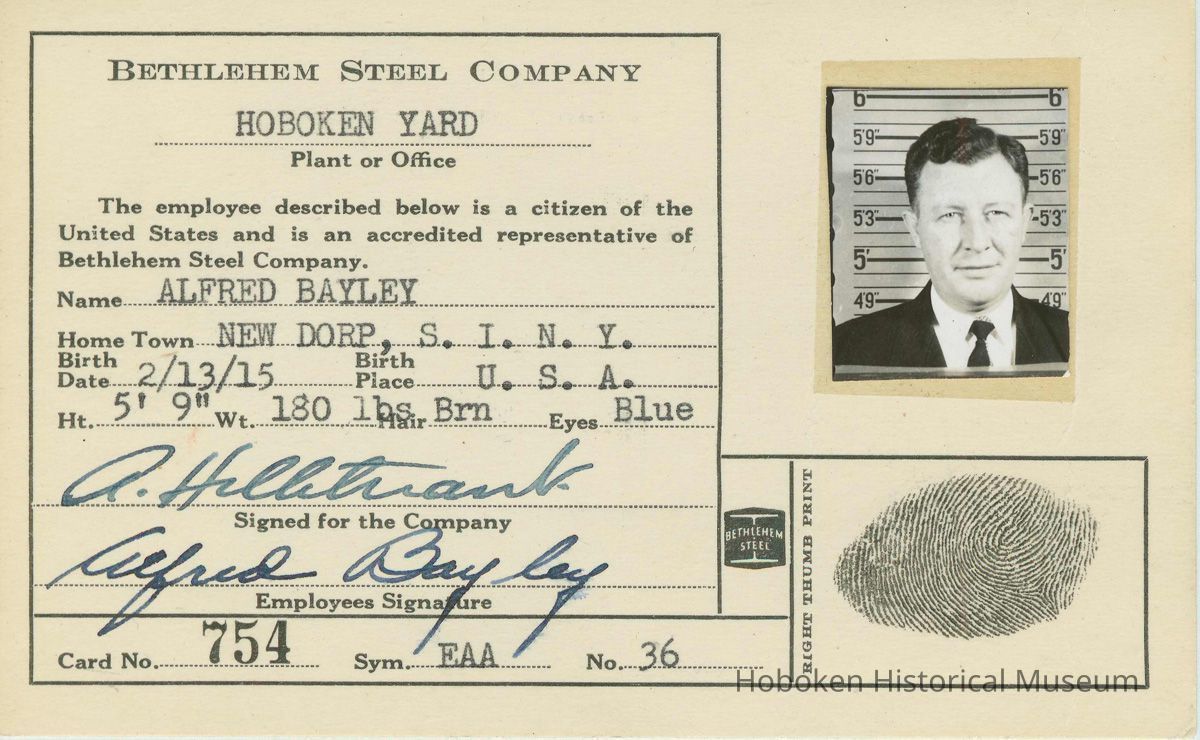 BETHLEHEM STEEL COMPANY
HOBOKEN YARD
Plant or Office
The employee described below is a citizen of the
United States and is an accredited representative of
Bethlehem Steel Company.
Name ALFRED BAYLEY
Home Town NEW DORP, S. I. N. Y.
Birth Date 2/13/15 Birth Place U. S. A.
Ht. 5' 9" Wt. 180 lbs Hair Brn Eyes Blue
A.
Signed for the Company
Alfred Bayley
Employees Signature
Card No. 754 Sym. EAA No. 36
6' 6'
5'9" 5'9"
5'6" 5'6"
5'3" 5'3"
5' 5'
4'9" 4'9"
BETHLEHEM
STEEL
RIGHT THUMB PRINT
Hoboken Historical Museum